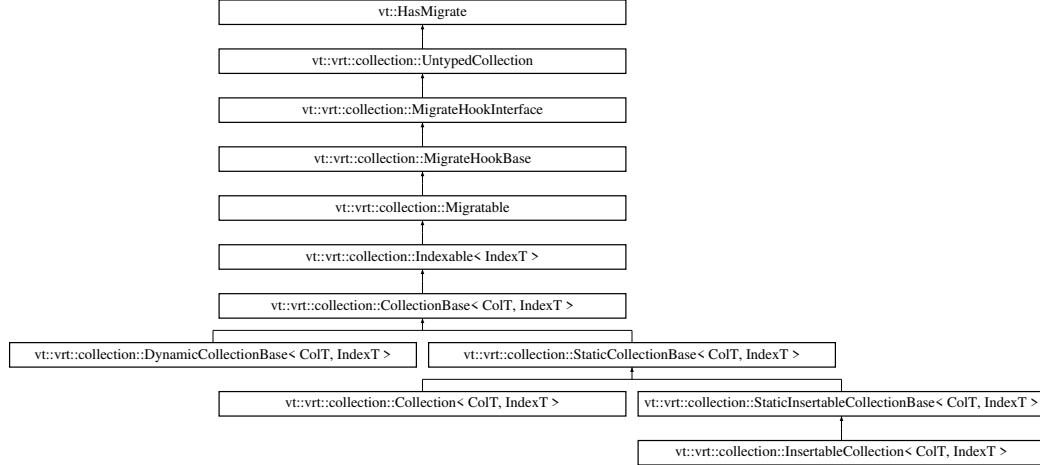 vt::HasMigrate
vt::vrt::collection::UntypedCollection
vt::vrt::collection::MigrateHookInterface
vt::vrt::collection::MigrateHookBase
vt::vrt::collection::Migratable
vt::vrt::collection::Indexable< IndexT >
vt::vrt::collection::CollectionBase< ColT, IndexT >
vt::vrt::collection::DynamicCollectionBase< ColT, IndexT >
vt::vrt::collection::StaticCollectionBase< ColT, IndexT >
vt::vrt::collection::Collection< ColT, IndexT >
vt::vrt::collection::StaticInsertableCollectionBase< ColT, IndexT >
vt::vrt::collection::InsertableCollection< ColT, IndexT >